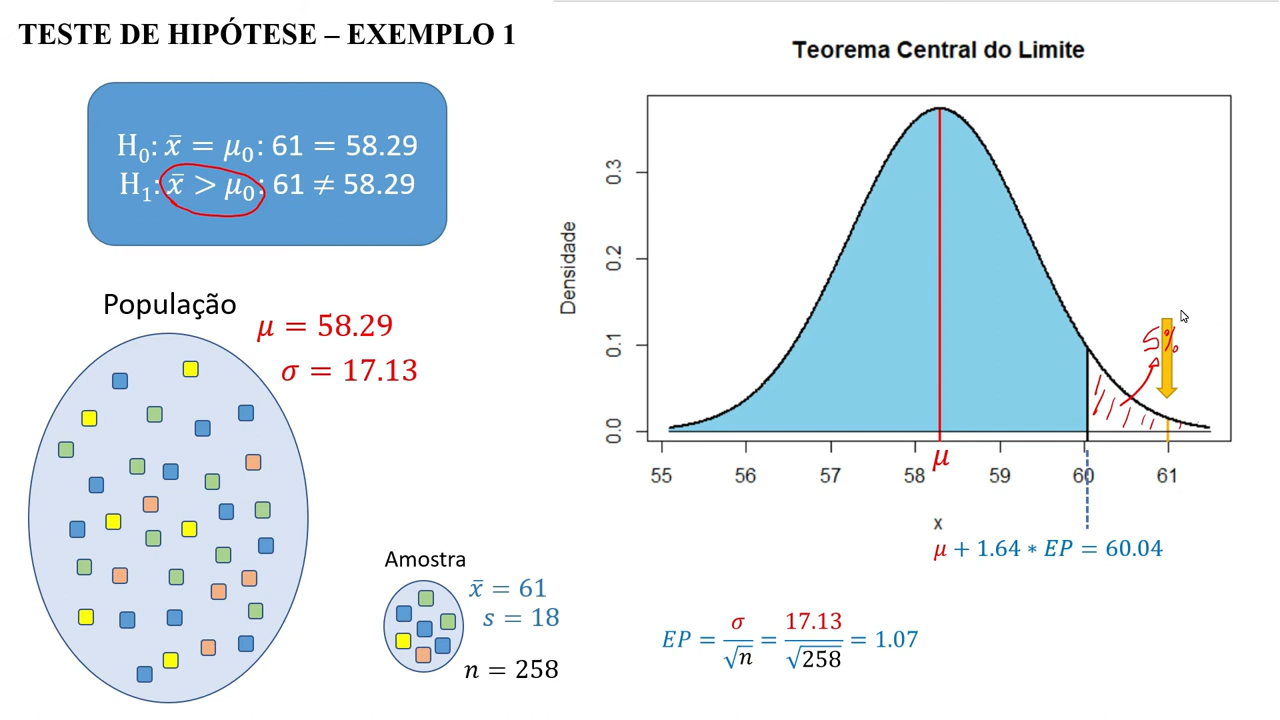 TESTE DE HIPÓTESE – EXEMPLO 1
H₀: x̄ = μ₀: 61 = 58.29
H₁: x̄ > μ₀: 61 ≠ 58.29
População
μ = 58.29
σ = 17.13
Amostra
x̄ = 61
s = 18
n = 258
Teorema Central do Limite
Densidade
0.3
0.2
0.1
0.0
5%
55 56 57 58 59 60 61
μ
x
μ + 1.64 * EP = 60.04
EP = σ/√n = 17.13/√258 = 1.07